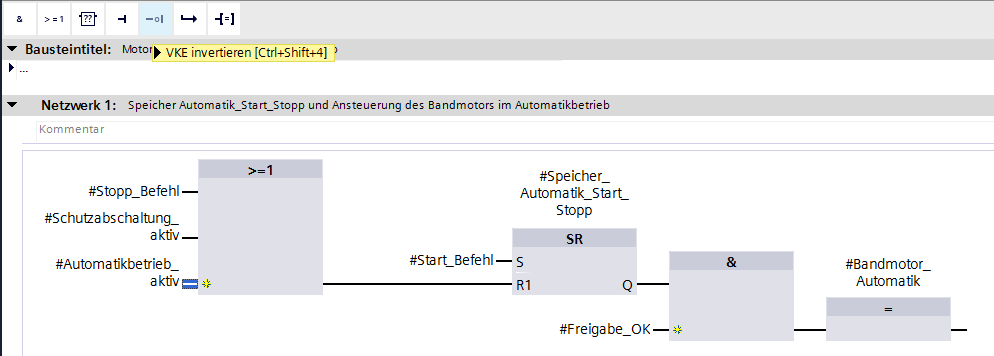 & >=1 ?? -| -o| [=]
Bausteintitel: Motor
VKE invertieren [Ctrl+Shift+4]
...
Netzwerk 1: Speicher Automatik_Start_Stopp und Ansteuerung des Bandmotors im Automatikbetrieb
Kommentar
>=1
#Stopp_Befehl
#Schutzabschaltung_
aktiv
#Automatikbetrieb_
aktiv
#Speicher_
Automatik_Start_
Stopp
SR
#Start_Befehl
S
R1
Q
&
#Freigabe_OK
#Bandmotor_
Automatik
=